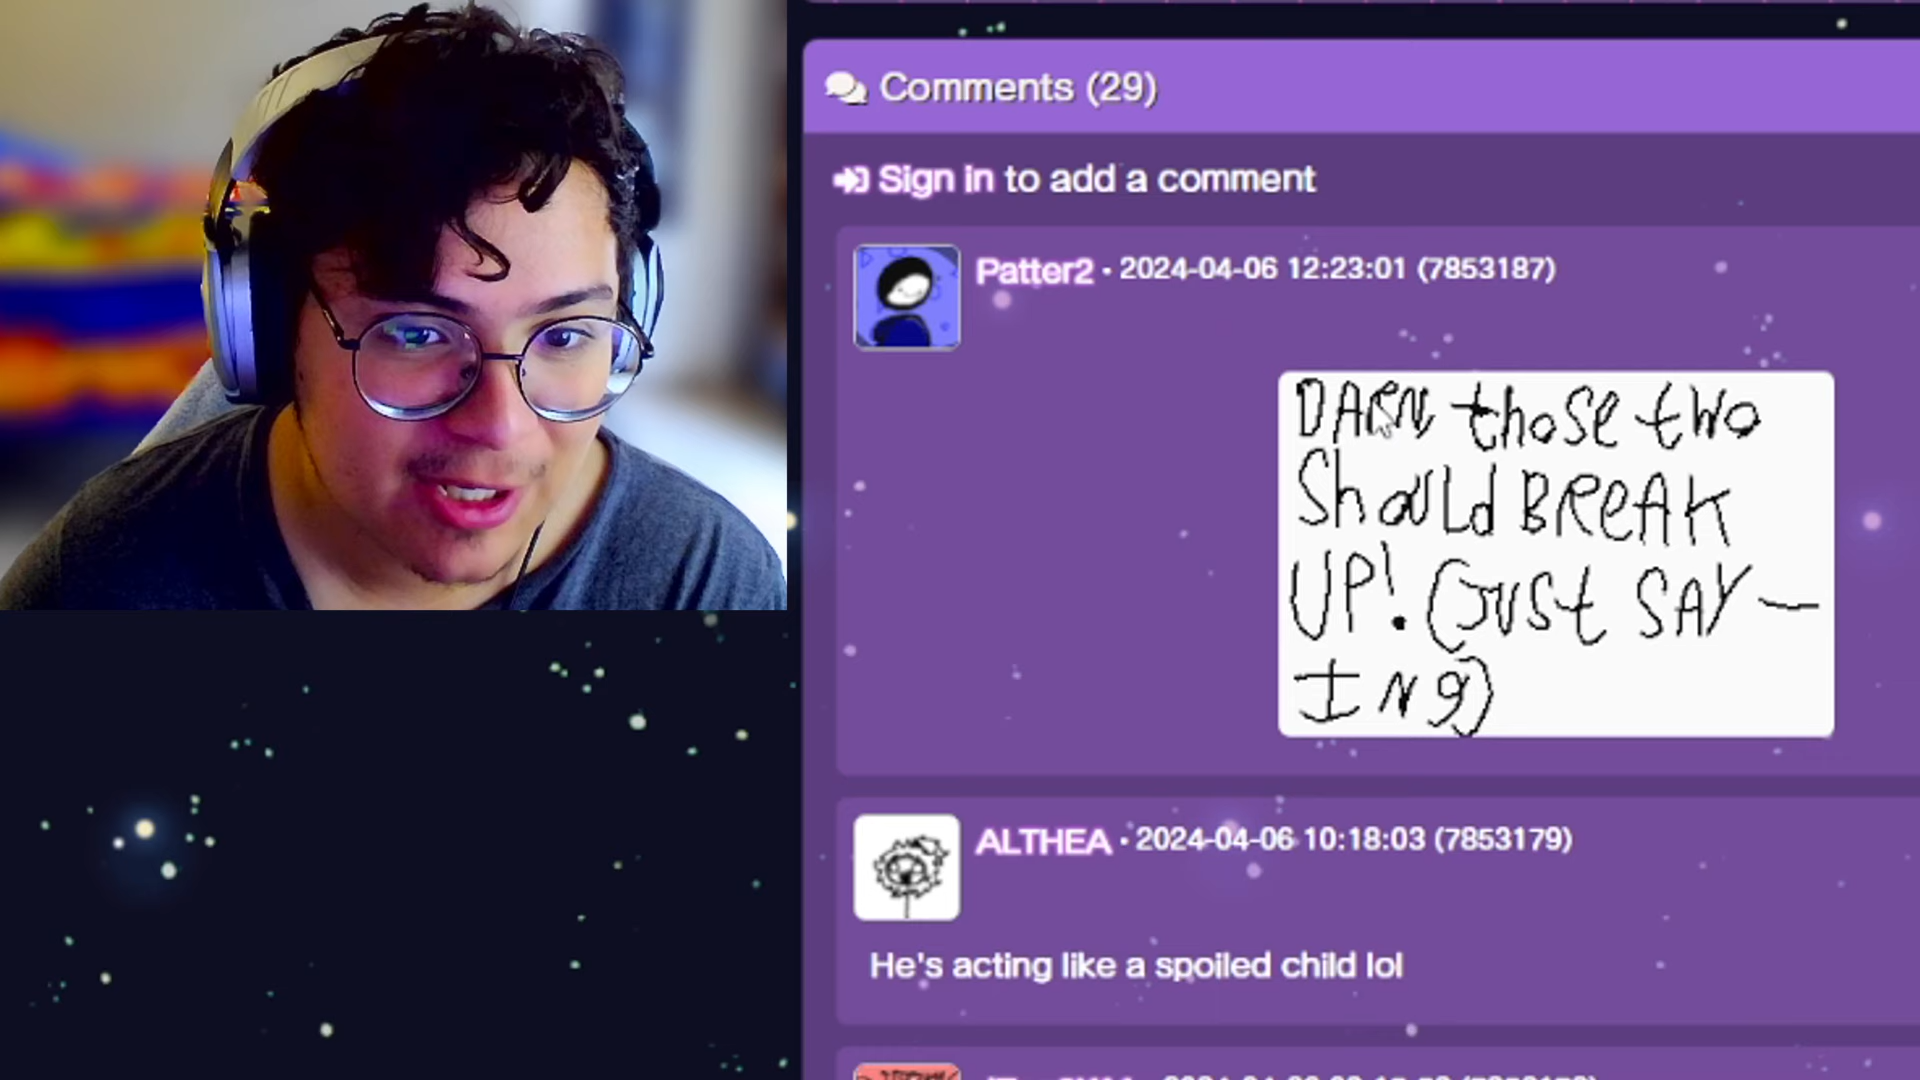 Comments (29)
Sign in to add a comment
Patter2 • 2024-04-06 12:23:01 (7853187)
DARN those two
Should BReAK
UP! (Just SAY-
INg)
ALTHEA • 2024-04-06 10:18:03 (7853179)
He's acting like a spoiled child lol